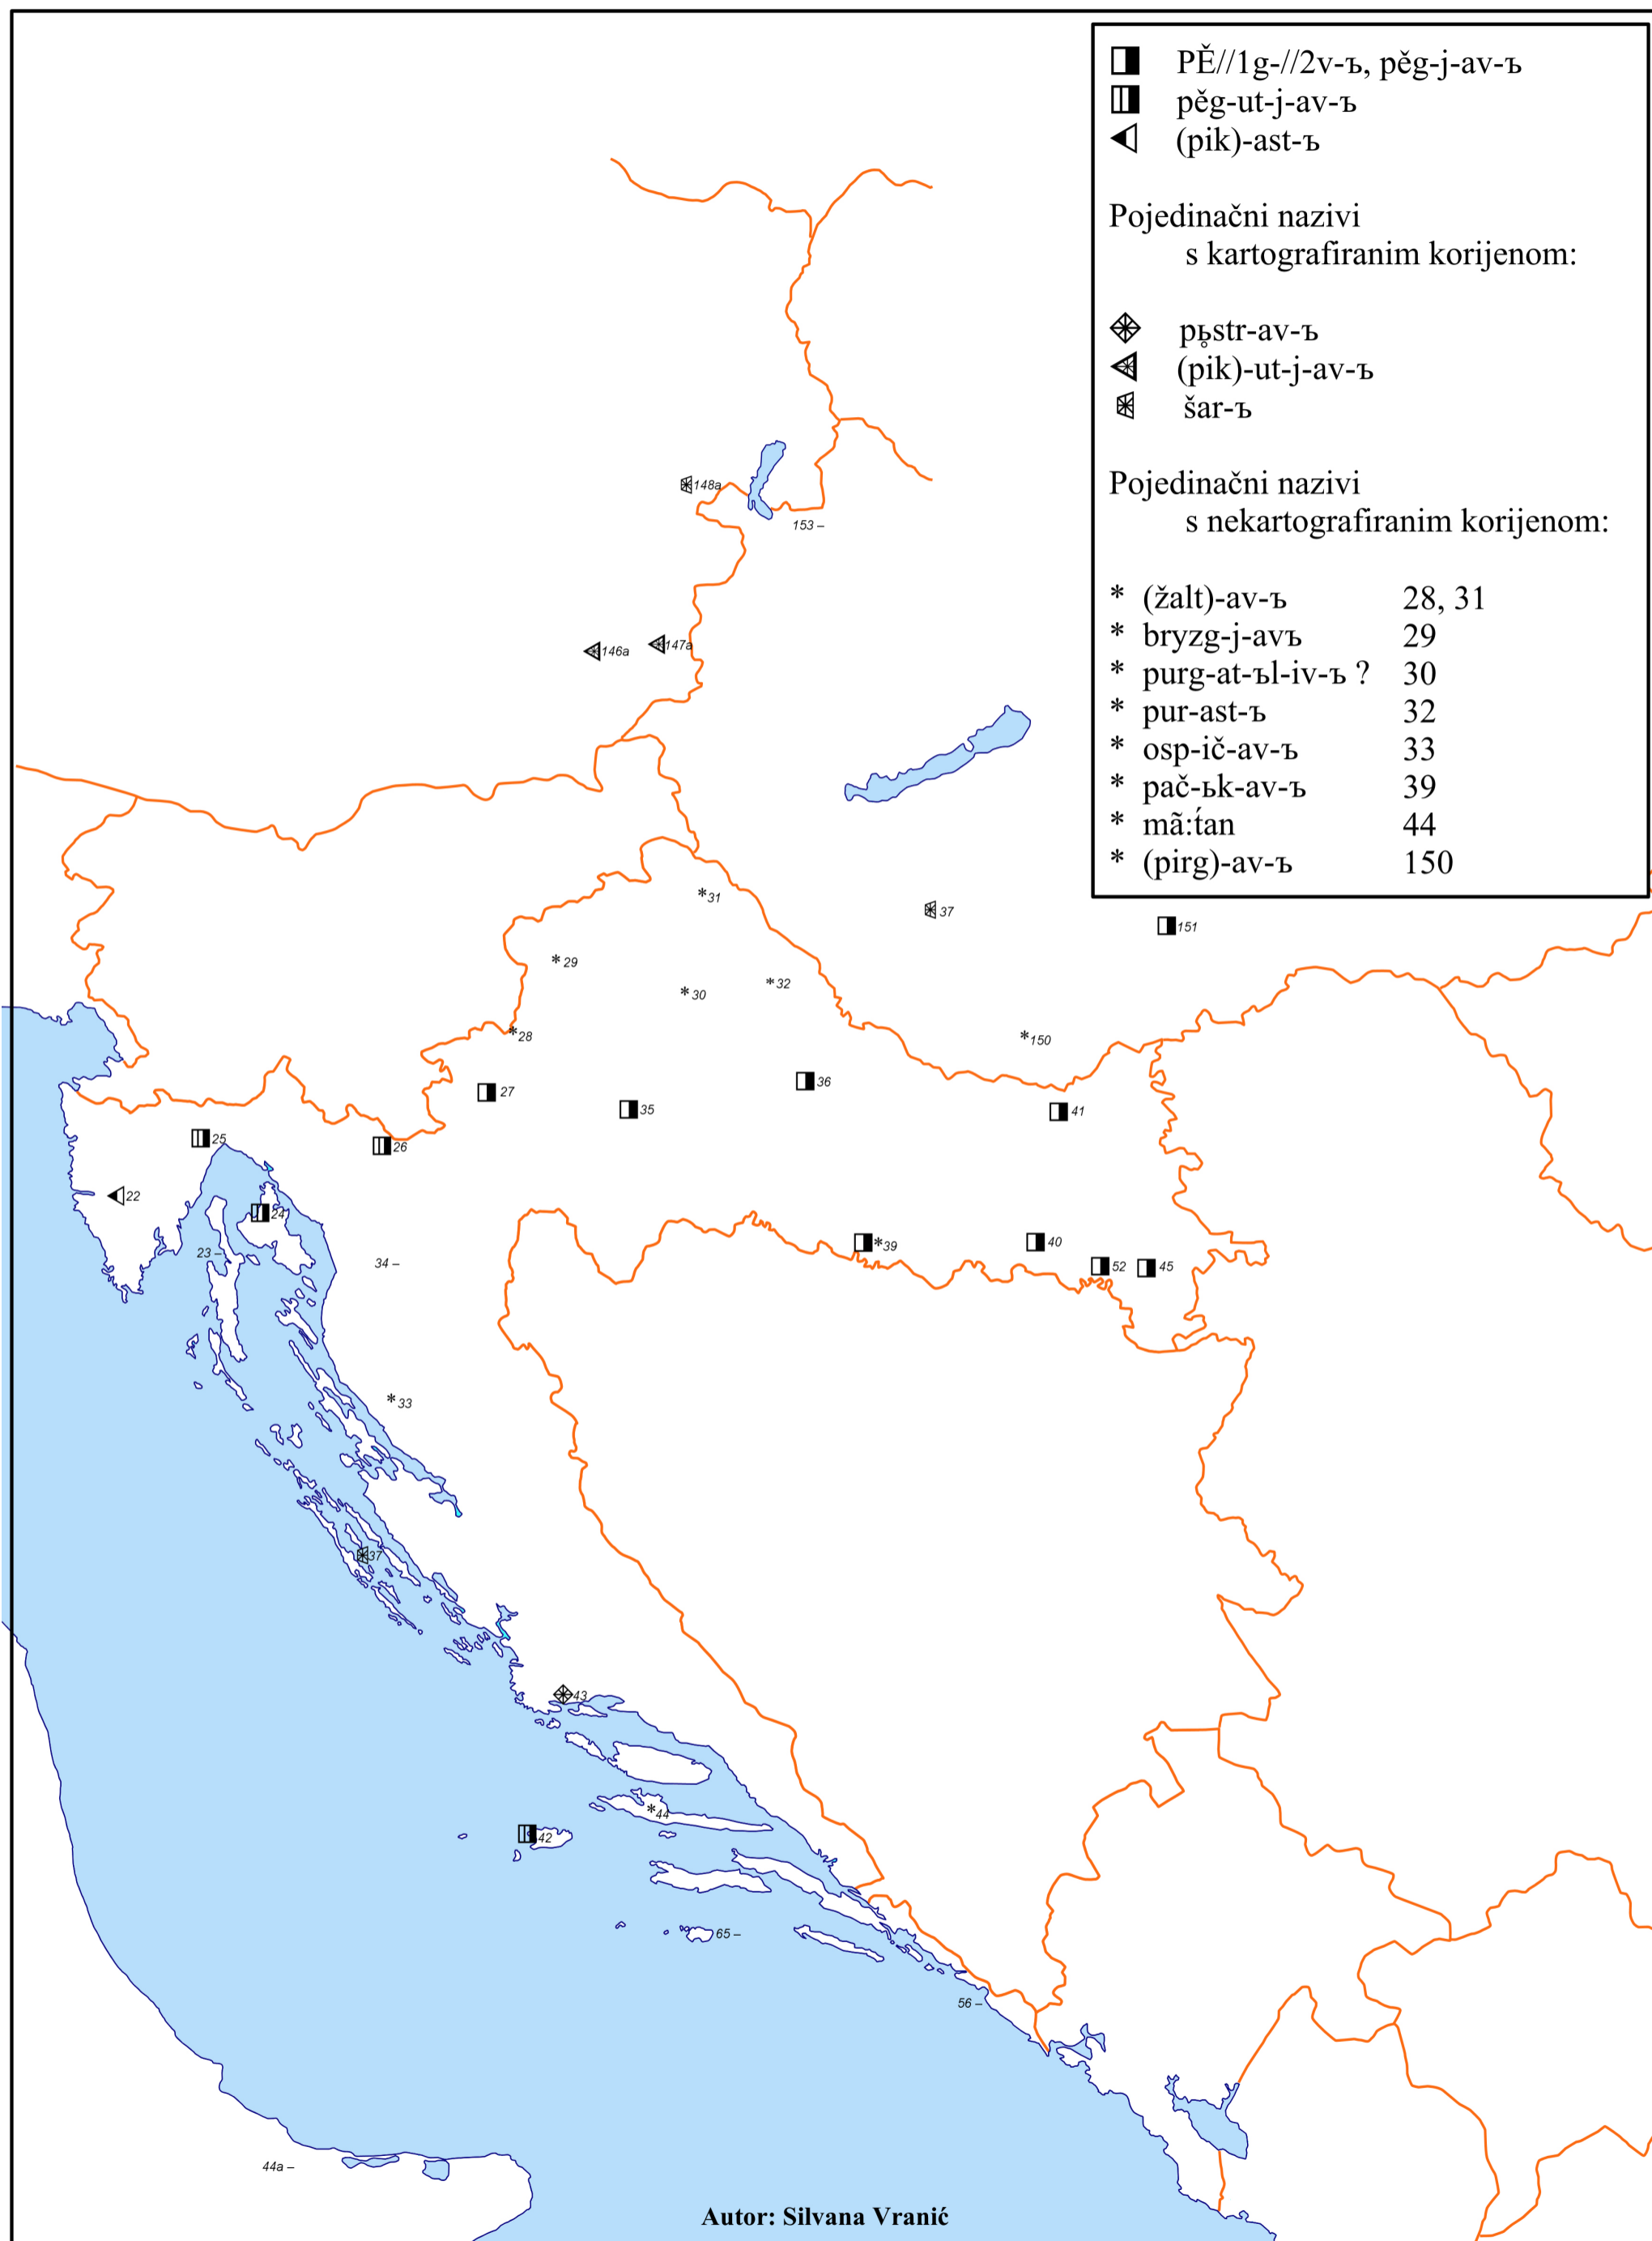 PĚ//1g-//2v-ъ, pěg-j-av-ъ
pěg-ut-j-av-ъ
(pik)-ast-ъ
Pojedinačni nazivi
s kartografiranim korijenom:
pь̥str-av-ъ
(pik)-ut-j-av-ъ
šar-ъ
Pojedinačni nazivi
s nekartografiranim korijenom:
* (žalt)-av-ъ 28, 31
* bryzg-j-avъ 29
* purg-at-ъl-iv-ъ ? 30
* pur-ast-ъ 32
* osp-ič-av-ъ 33
* pač-ьk-av-ъ 39
* mã:t́an 44
* (pirg)-av-ъ 150
148a
153 –
146a
147a
*31
37
151
*29
*30
*32
*28
*150
27
35
36
41
25
26
22
24
23 –
34 –
*39
40
52
45
*33
37
43
*44
42
65 –
56 –
44a –
Autor: Silvana Vranić